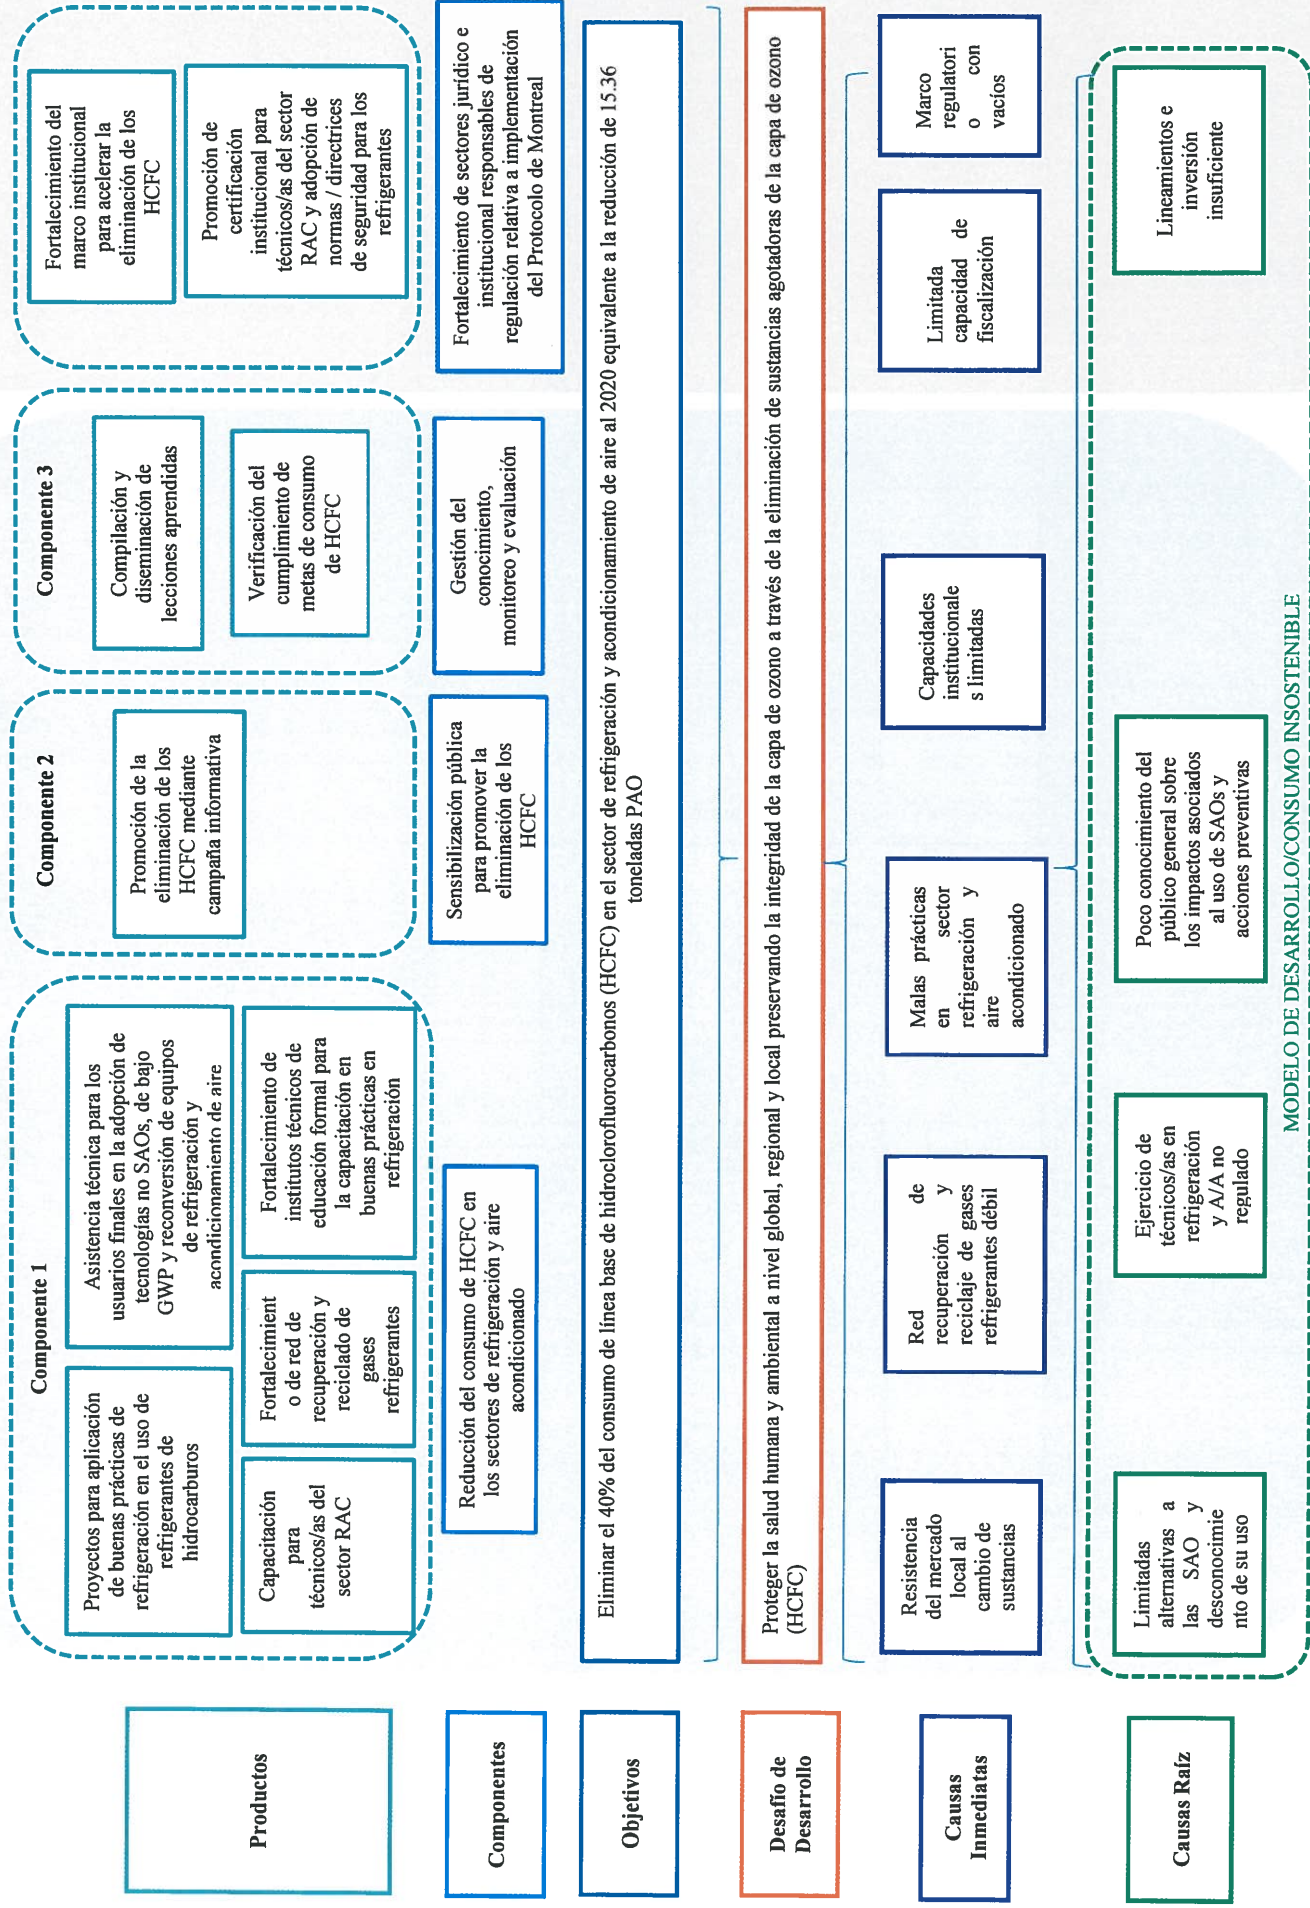 Productos
Componente 1
Proyectos para aplicación
de buenas prácticas de
refrigeración en el uso de
refrigerantes de
hidrocarburos
Asistencia técnica para los
usuarios finales en la adopción de
tecnologías no SAOs, de bajo
GWP y reconversión de equipos
de refrigeración y
acondicionamiento de aire
Capacitación
para
técnicos/as del
sector RAC
Fortalecimient
o de red de
recuperación y
reciclado de
gases
refrigerantes
Fortalecimiento de
institutos técnicos de
educación formal para
la capacitación en
buenas prácticas en
refrigeración
Componente 2
Promoción de la
eliminación de los
HCFC mediante
campaña informativa
Componente 3
Compilación y
diseminación de
lecciones aprendidas
Verificación del
cumplimiento de
metas de consumo
de HCFC
Fortalecimiento del
marco institucional
para acelerar la
eliminación de los
HCFC
Promoción de
certificación
institucional para
técnicos/as del sector
RAC y adopción de
normas / directrices
de seguridad para los
refrigerantes
Componentes
Reducción del consumo de HCFC en
los sectores de refrigeración y aire
acondicionado
Sensibilización pública
para promover la
eliminación de los
HCFC
Gestión del
conocimiento,
monitoreo y evaluación
Fortalecimiento de sectores jurídico e
institucional responsables de
regulación relativa a implementación
del Protocolo de Montreal
Objetivos
Eliminar el 40% del consumo de línea base de hidroclorofluorocarbonos (HCFC) en el sector de refrigeración y acondicionamiento de aire al 2020 equivalente a la reducción de 15.36
toneladas PAO
Desafío de
Desarrollo
Proteger la salud humana y ambiental a nivel global, regional y local preservando la integridad de la capa de ozono a través de la eliminación de sustancias agotadoras de la capa de ozono
(HCFC)
Causas
Inmediatas
Resistencia
del mercado
local al
cambio de
sustancias
Red de
recuperación y
reciclaje de gases
refrigerantes débil
Malas prácticas
en sector
refrigeración y
aire
acondicionado
Capacidades
institucionale
s limitadas
Limitada
capacidad de
fiscalización
Marco
regulatori
o con
vacíos
Causas Raíz
Limitadas
alternativas a
las SAO y
desconocimie
nto de su uso
Ejercicio de
técnicos/as en
refrigeración
y A/A no
regulado
Poco conocimiento del
público general sobre
los impactos asociados
al uso de SAOs y
acciones preventivas
Lineamientos e
inversión
insuficiente
MODELO DE DESARROLLO/CONSUMO INSOSTENIBLE